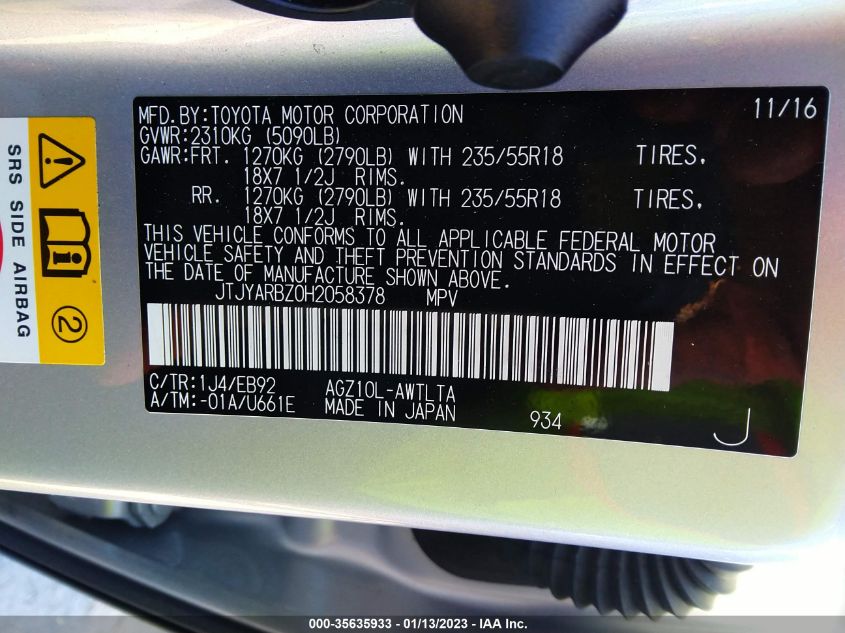 MFD.BY:TOYOTA MOTOR CORPORATION 11/16
GVWR:2310KG (5090LB)
GAWR:FRT. 1270KG (2790LB) WITH 235/55R18 TIRES,
18X7 1/2J RIMS.
RR. 1270KG (2790LB) WITH 235/55R18 TIRES,
18X7 1/2J RIMS.
THIS VEHICLE CONFORMS TO ALL APPLICABLE FEDERAL MOTOR
VEHICLE SAFETY AND THEFT PREVENTION STANDARDS IN EFFECT ON
THE DATE OF MANUFACTURE SHOWN ABOVE.
JTJYARBZ0H2058378 MPV
C/TR:1J4/EB92 AGZ10L-AWTLTA
A/TM:-01A/U661E MADE IN JAPAN 934 J
SRS SIDE AIRBAG
2
000-35635933 - 01/13/2023 - IAA Inc.